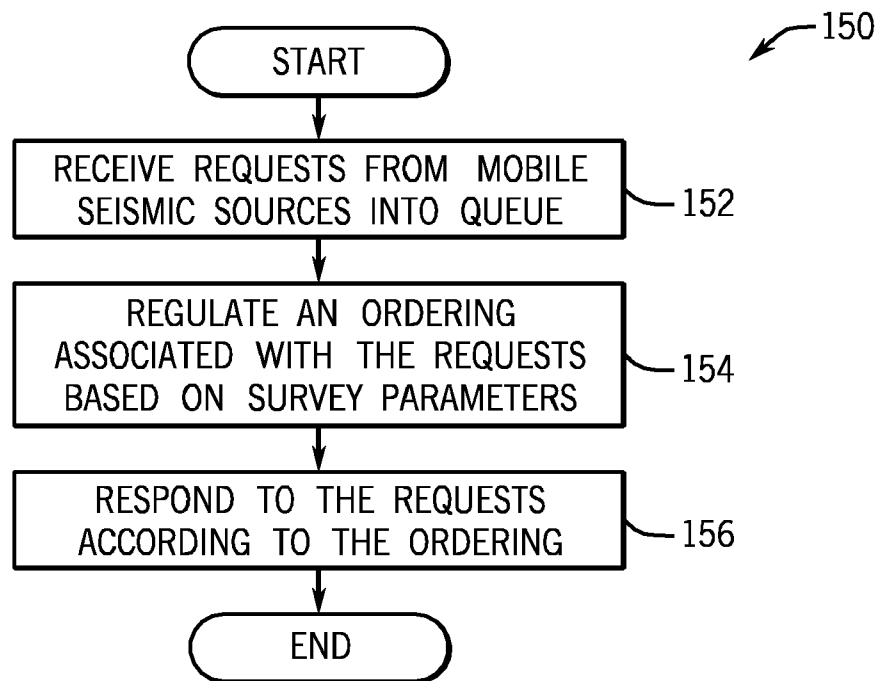 150
START
RECEIVE REQUESTS FROM MOBILE
SEISMIC SOURCES INTO QUEUE
152
REGULATE AN ORDERING
ASSOCIATED WITH THE REQUESTS
BASED ON SURVEY PARAMETERS
154
RESPOND TO THE REQUESTS
ACCORDING TO THE ORDERING
156
END